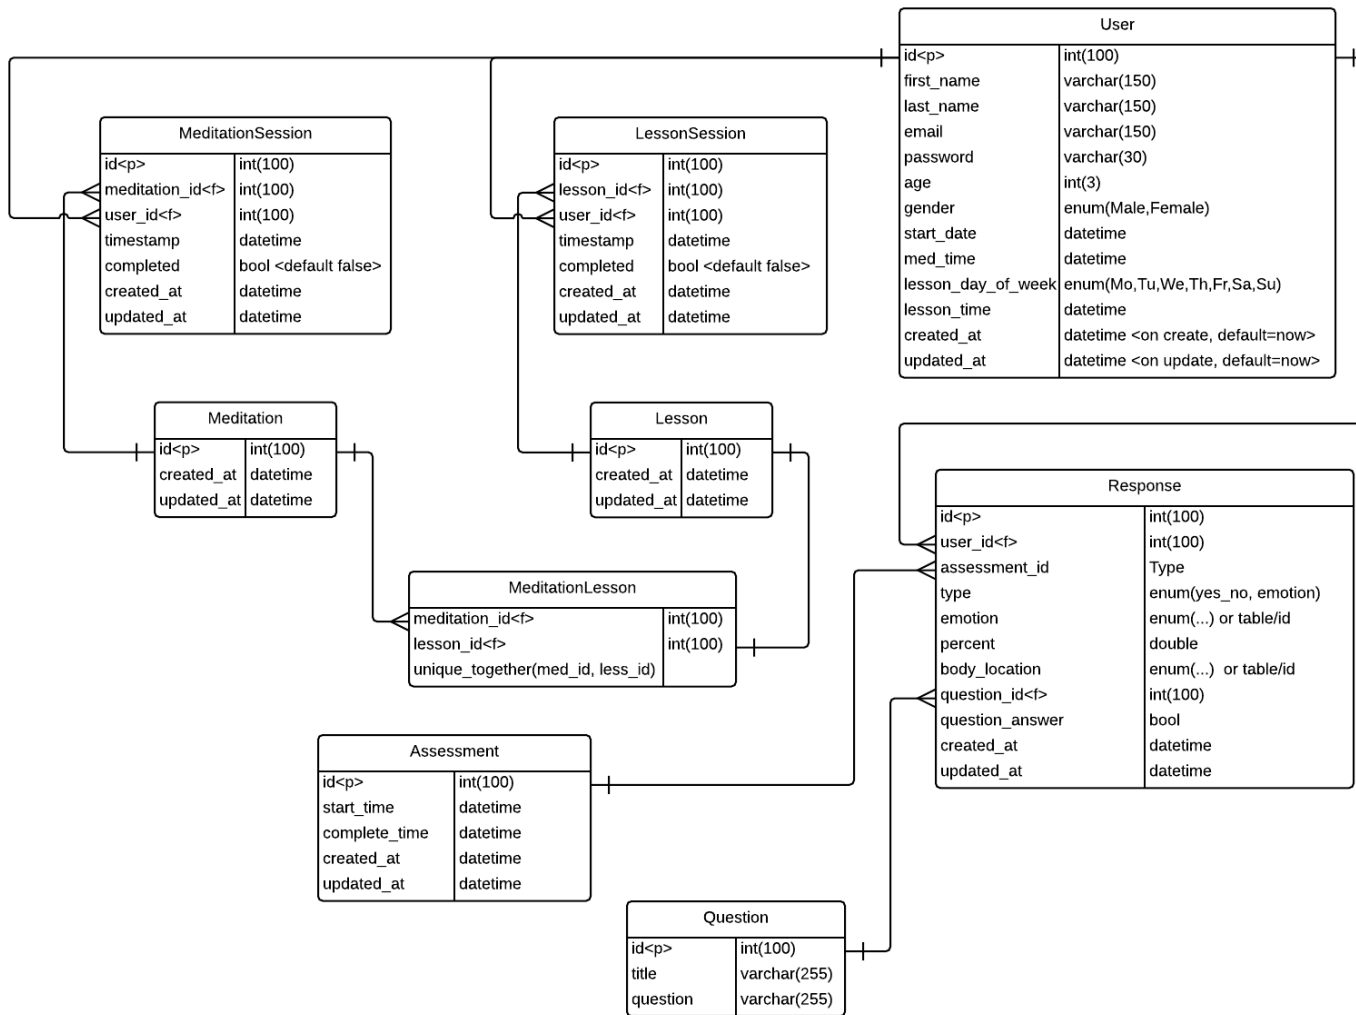 User
id<p> int(100)
first_name varchar(150)
last_name varchar(150)
email varchar(150)
password varchar(30)
age int(3)
gender enum(Male,Female)
start_date datetime
med_time datetime
lesson_day_of_week enum(Mo,Tu,We,Th,Fr,Sa,Su)
lesson_time datetime
created_at datetime <on create, default=now>
updated_at datetime <on update, default=now>
MeditationSession
id<p> int(100)
meditation_id<f> int(100)
user_id<f> int(100)
timestamp datetime
completed bool <default false>
created_at datetime
updated_at datetime
LessonSession
id<p> int(100)
lesson_id<f> int(100)
user_id<f> int(100)
timestamp datetime
completed bool <default false>
created_at datetime
updated_at datetime
Meditation
id<p> int(100)
created_at datetime
updated_at datetime
Lesson
id<p> int(100)
created_at datetime
updated_at datetime
Response
id<p> int(100)
user_id<f> int(100)
assessment_id Type
type enum(yes_no, emotion)
emotion enum(...) or table/id
percent double
body_location enum(...) or table/id
question_id<f> int(100)
question_answer bool
created_at datetime
updated_at datetime
MeditationLesson
meditation_id<f> int(100)
lesson_id<f> int(100)
unique_together(med_id, less_id)
Assessment
id<p> int(100)
start_time datetime
complete_time datetime
created_at datetime
updated_at datetime
Question
id<p> int(100)
title varchar(255)
question varchar(255)